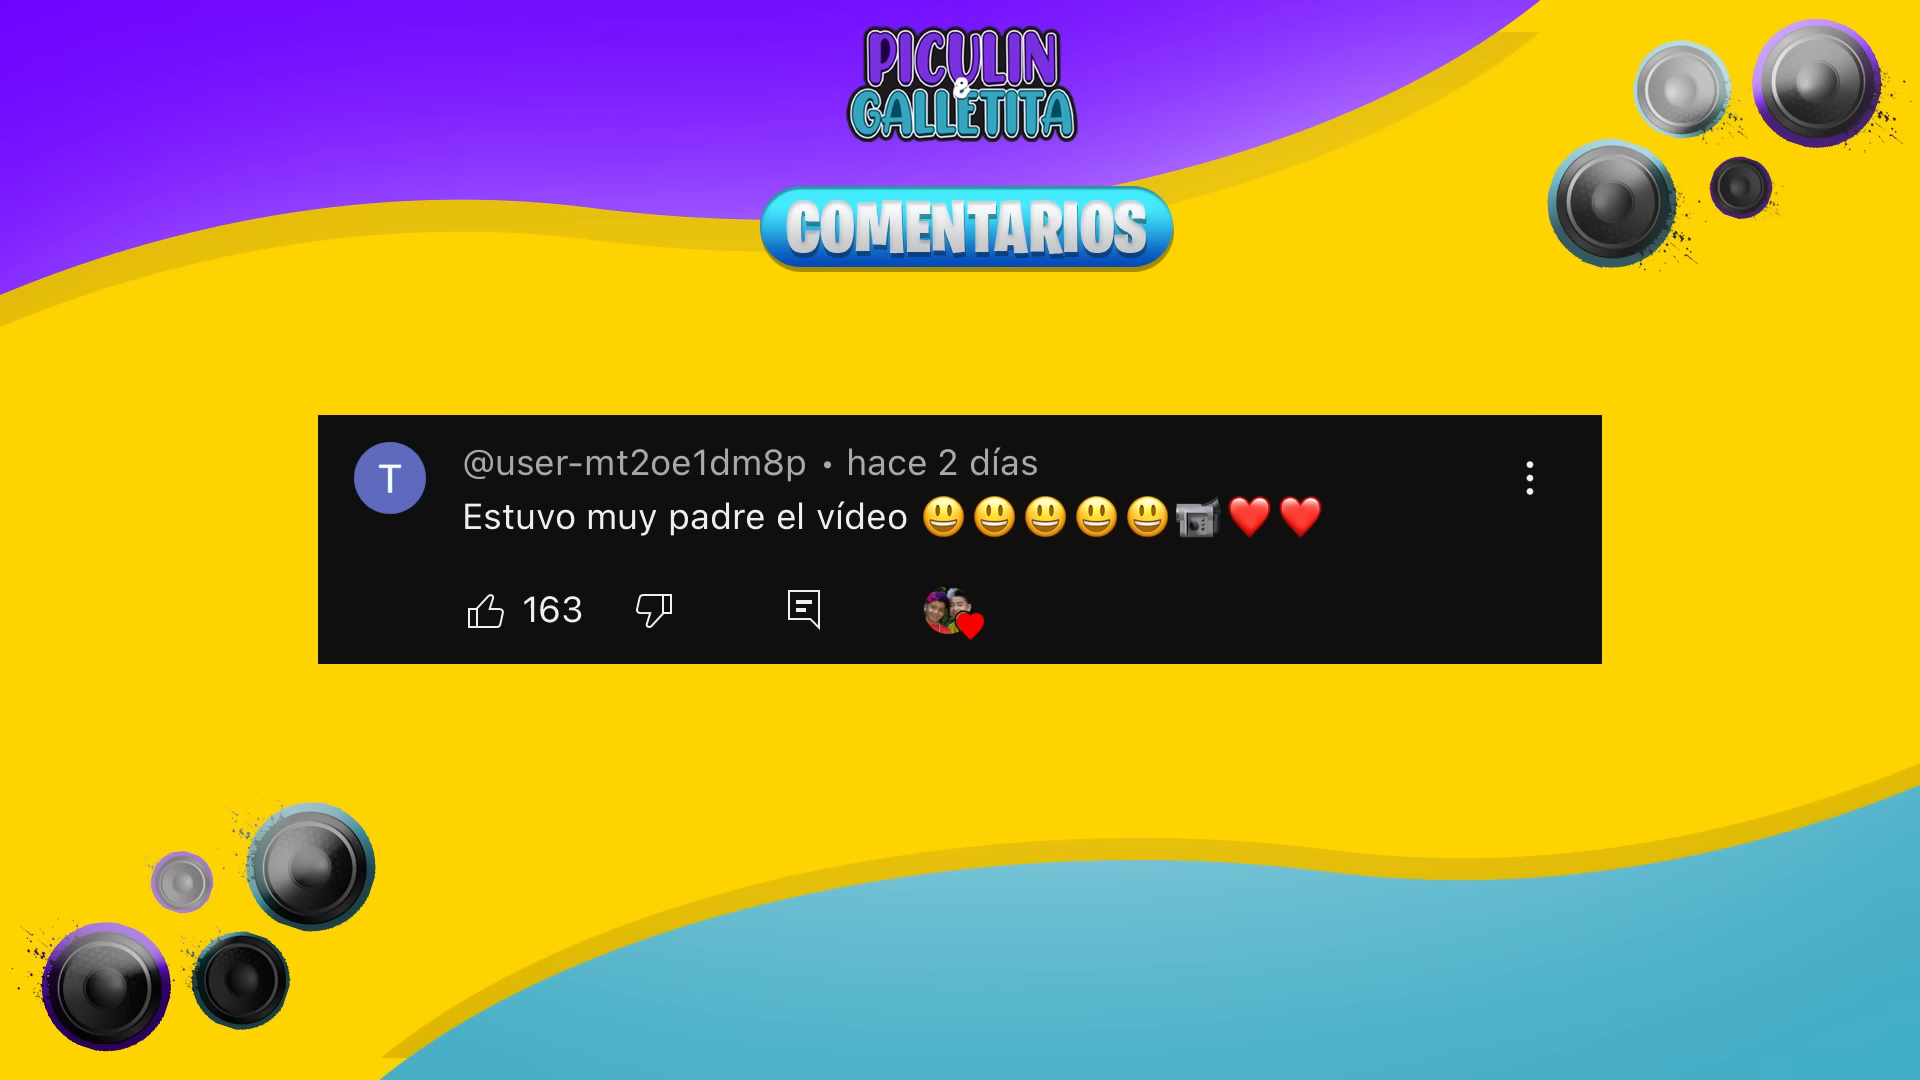 PICULIN
&
GALLETITA
COMENTARIOS
T
@user-mt2oe1dm8p • hace 2 días
Estuvo muy padre el vídeo 😃😃😃😃😃📹❤️❤️
163